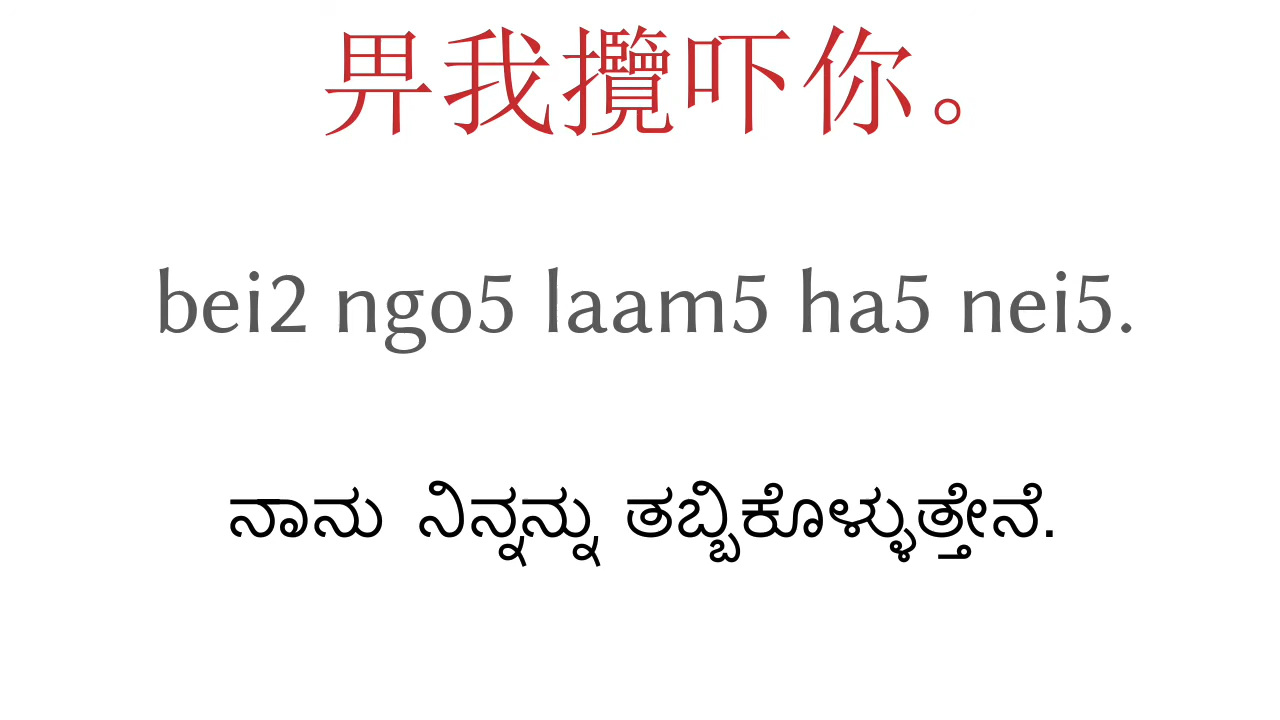 畀我攬吓你。
bei2 ngo5 laam5 ha5 nei5.
ನಾನು ನಿನ್ನನ್ನು ತಬ್ಬಿಕೊಳ್ಳುತ್ತೇನೆ.